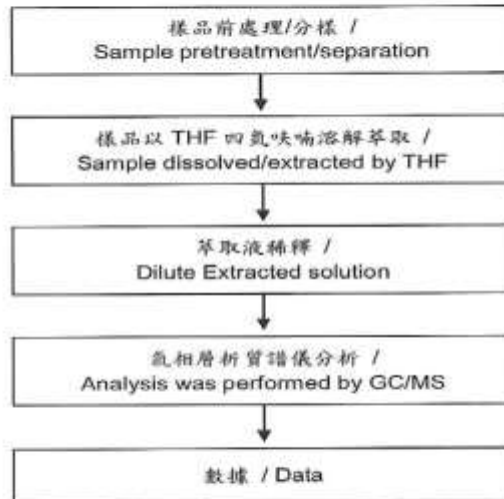 樣品前處理/分樣 /
Sample pretreatment/separation
樣品以 THF 四氫呋喃溶解萃取 /
Sample dissolved/extracted by THF
萃取液稀釋 /
Dilute Extracted solution
氣相層析質譜儀分析 /
Analysis was performed by GC/MS
數據 / Data